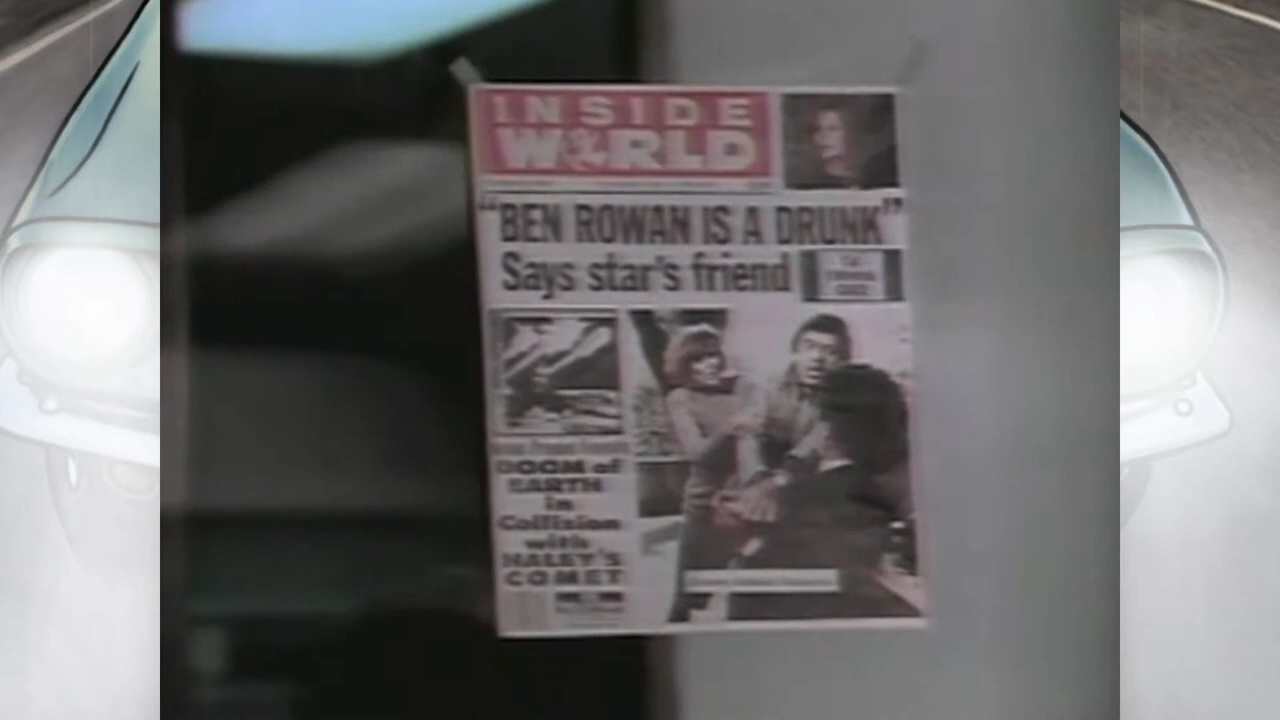 INSIDE
WORLD
"BEN ROWAN IS A DRUNK"
Says star's friend
DOOM of
EARTH
in
Collision
with
HALEY'S
COMET